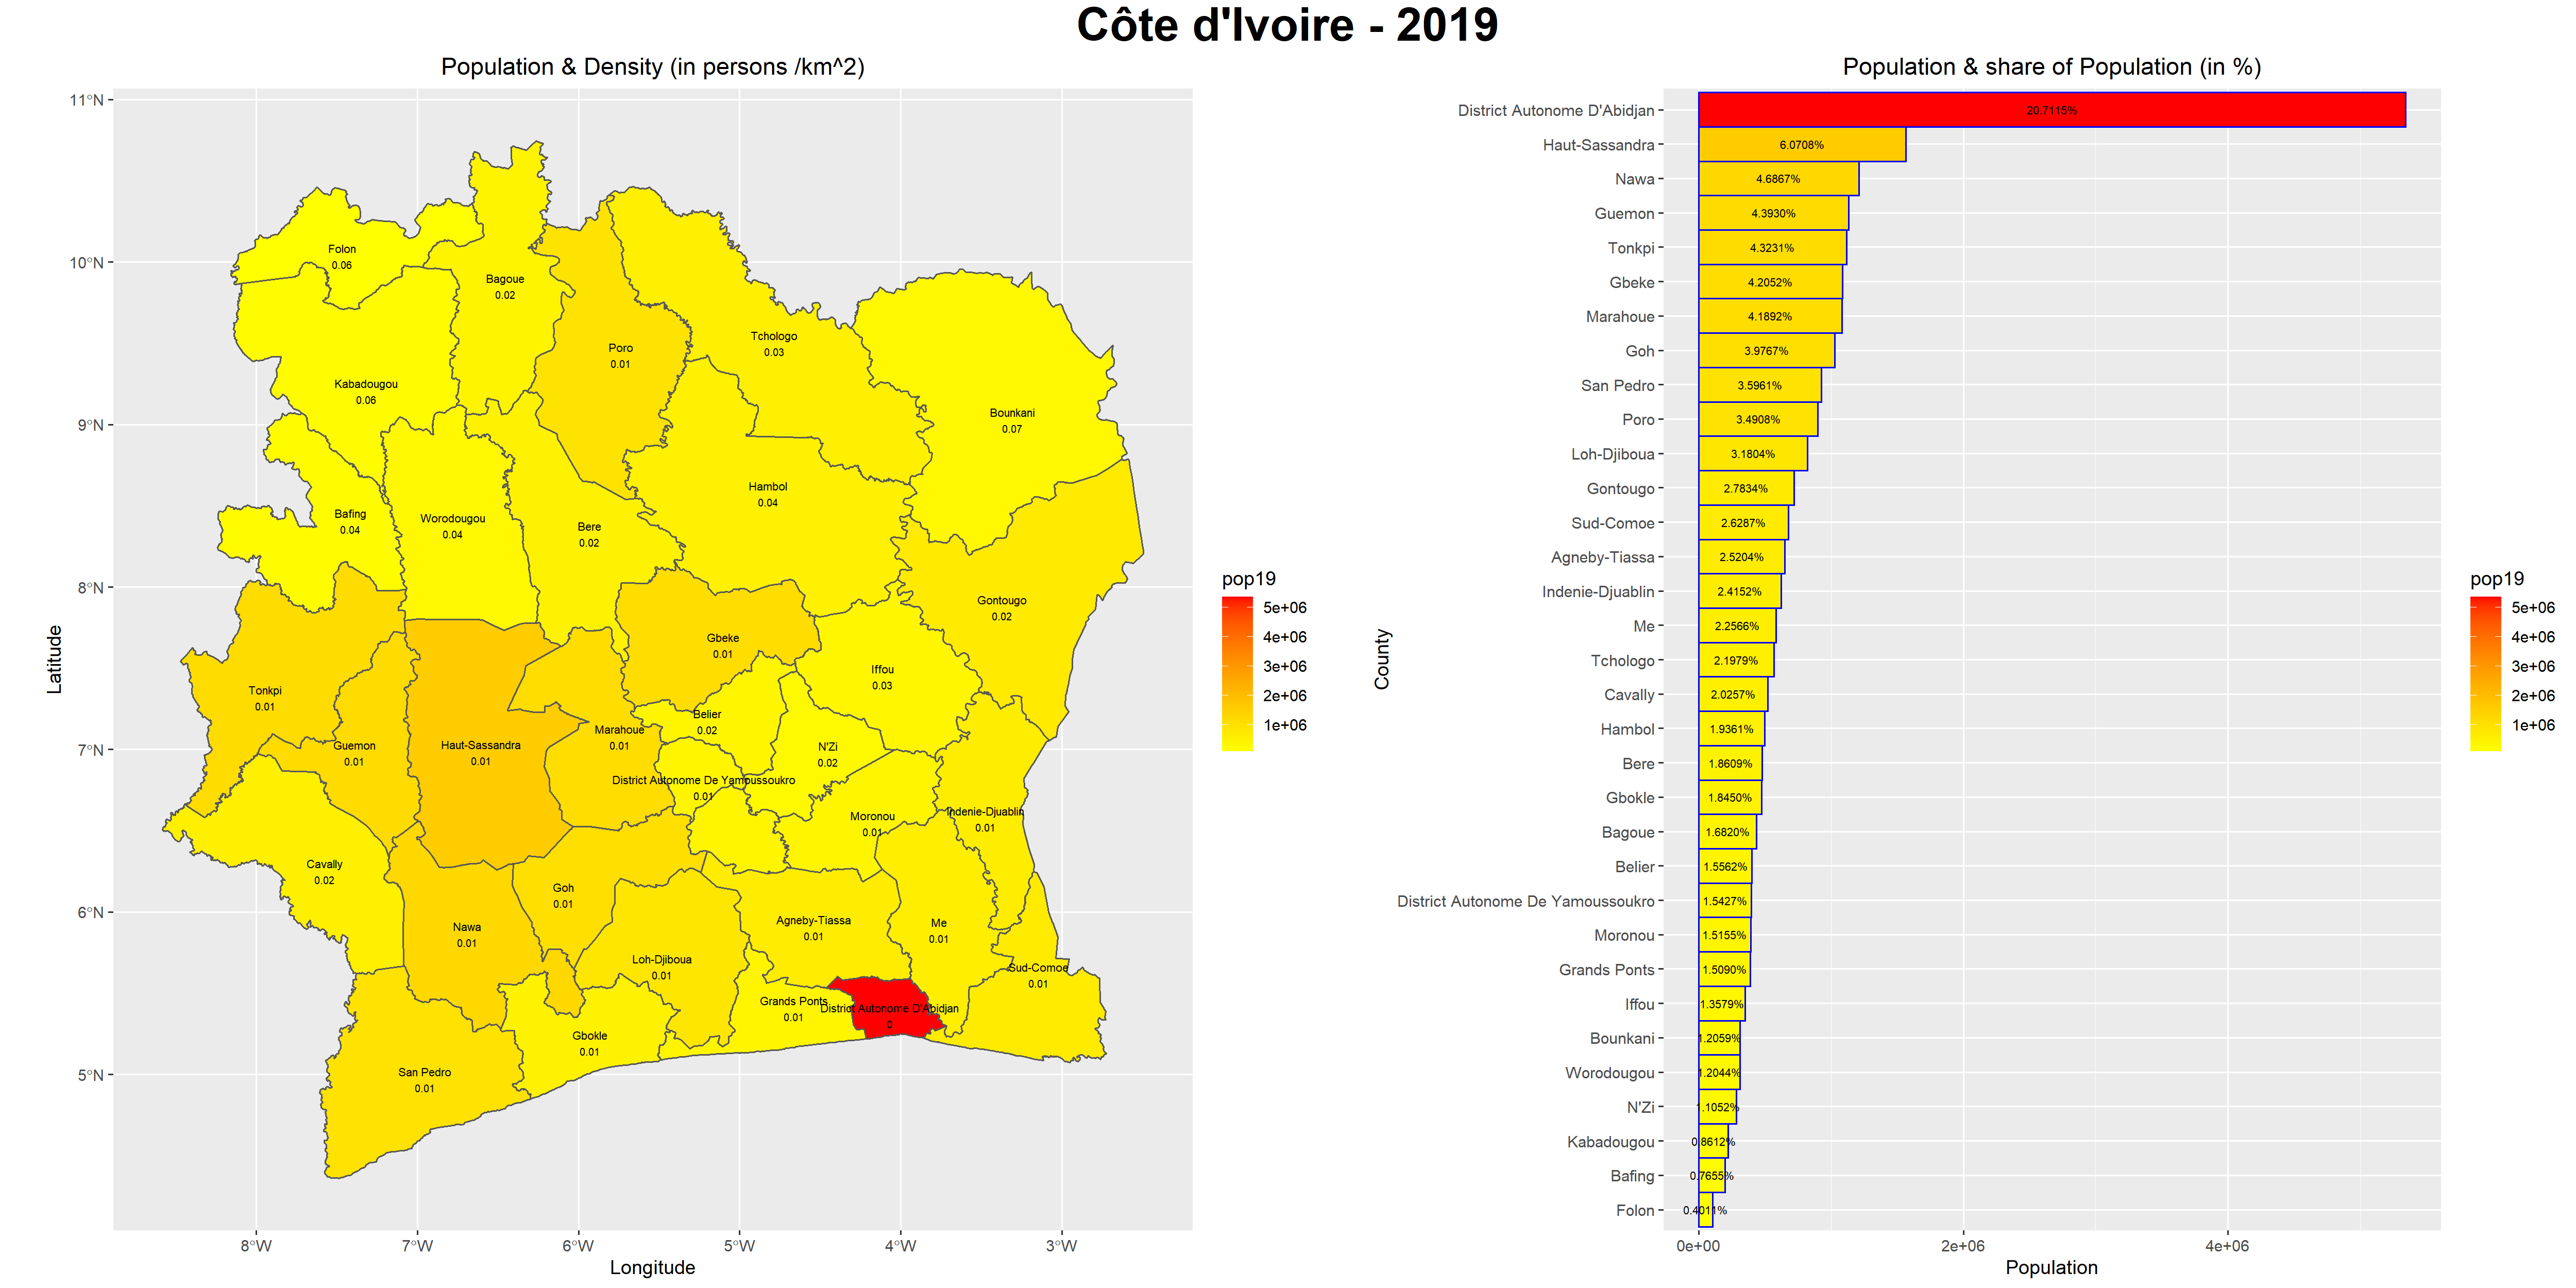 Côte d'Ivoire - 2019
Population & Density (in persons /km^2)
11°N
10°N
9°N
8°N
7°N
6°N
5°N
Latitude
Folon
0.06
Bagoue
0.02
Poro
0.01
Tchologo
0.03
Kabadougou
0.06
Bounkani
0.07
Hambol
0.04
Bafing
0.04
Worodougou
0.04
Bere
0.02
Gontougo
0.02
Gbeke
0.01
Iffou
0.03
Tonkpi
0.01
Belier
0.02
Marahoue
0.01
Guemon
0.01
Haut-Sassandra
0.01
N'Zi
0.02
District Autonome De Yamoussoukro
0.01
Moronou
0.01
Indenie-Djuablin
0.01
Cavally
0.02
Goh
0.01
Nawa
0.01
Agneby-Tiassa
0.01
Me
0.01
Loh-Djiboua
0.01
Sud-Comoe
0.01
Grands Ponts
0.01
District Autonome D'Abidjan
0
Gbokle
0.01
San Pedro
0.01
8°W
7°W
6°W
5°W
4°W
3°W
Longitude
pop19
5e+06
4e+06
3e+06
2e+06
1e+06
Population & share of Population (in %)
County
District Autonome D'Abidjan
20.7115%
Haut-Sassandra
6.0708%
Nawa
4.6867%
Guemon
4.3930%
Tonkpi
4.3231%
Gbeke
4.2052%
Marahoue
4.1892%
Goh
3.9767%
San Pedro
3.5961%
Poro
3.4908%
Loh-Djiboua
3.1804%
Gontougo
2.7834%
Sud-Comoe
2.6287%
Agneby-Tiassa
2.5204%
Indenie-Djuablin
2.4152%
Me
2.2566%
Tchologo
2.1979%
Cavally
2.0257%
Hambol
1.9361%
Bere
1.8609%
Gbokle
1.8450%
Bagoue
1.6820%
Belier
1.5562%
District Autonome De Yamoussoukro
1.5427%
Moronou
1.5155%
Grands Ponts
1.5090%
Iffou
1.3579%
Bounkani
1.2059%
Worodougou
1.2044%
N'Zi
1.1052%
Kabadougou
0.8612%
Bafing
0.7655%
Folon
0.4011%
0e+00
2e+06
4e+06
Population
pop19
5e+06
4e+06
3e+06
2e+06
1e+06